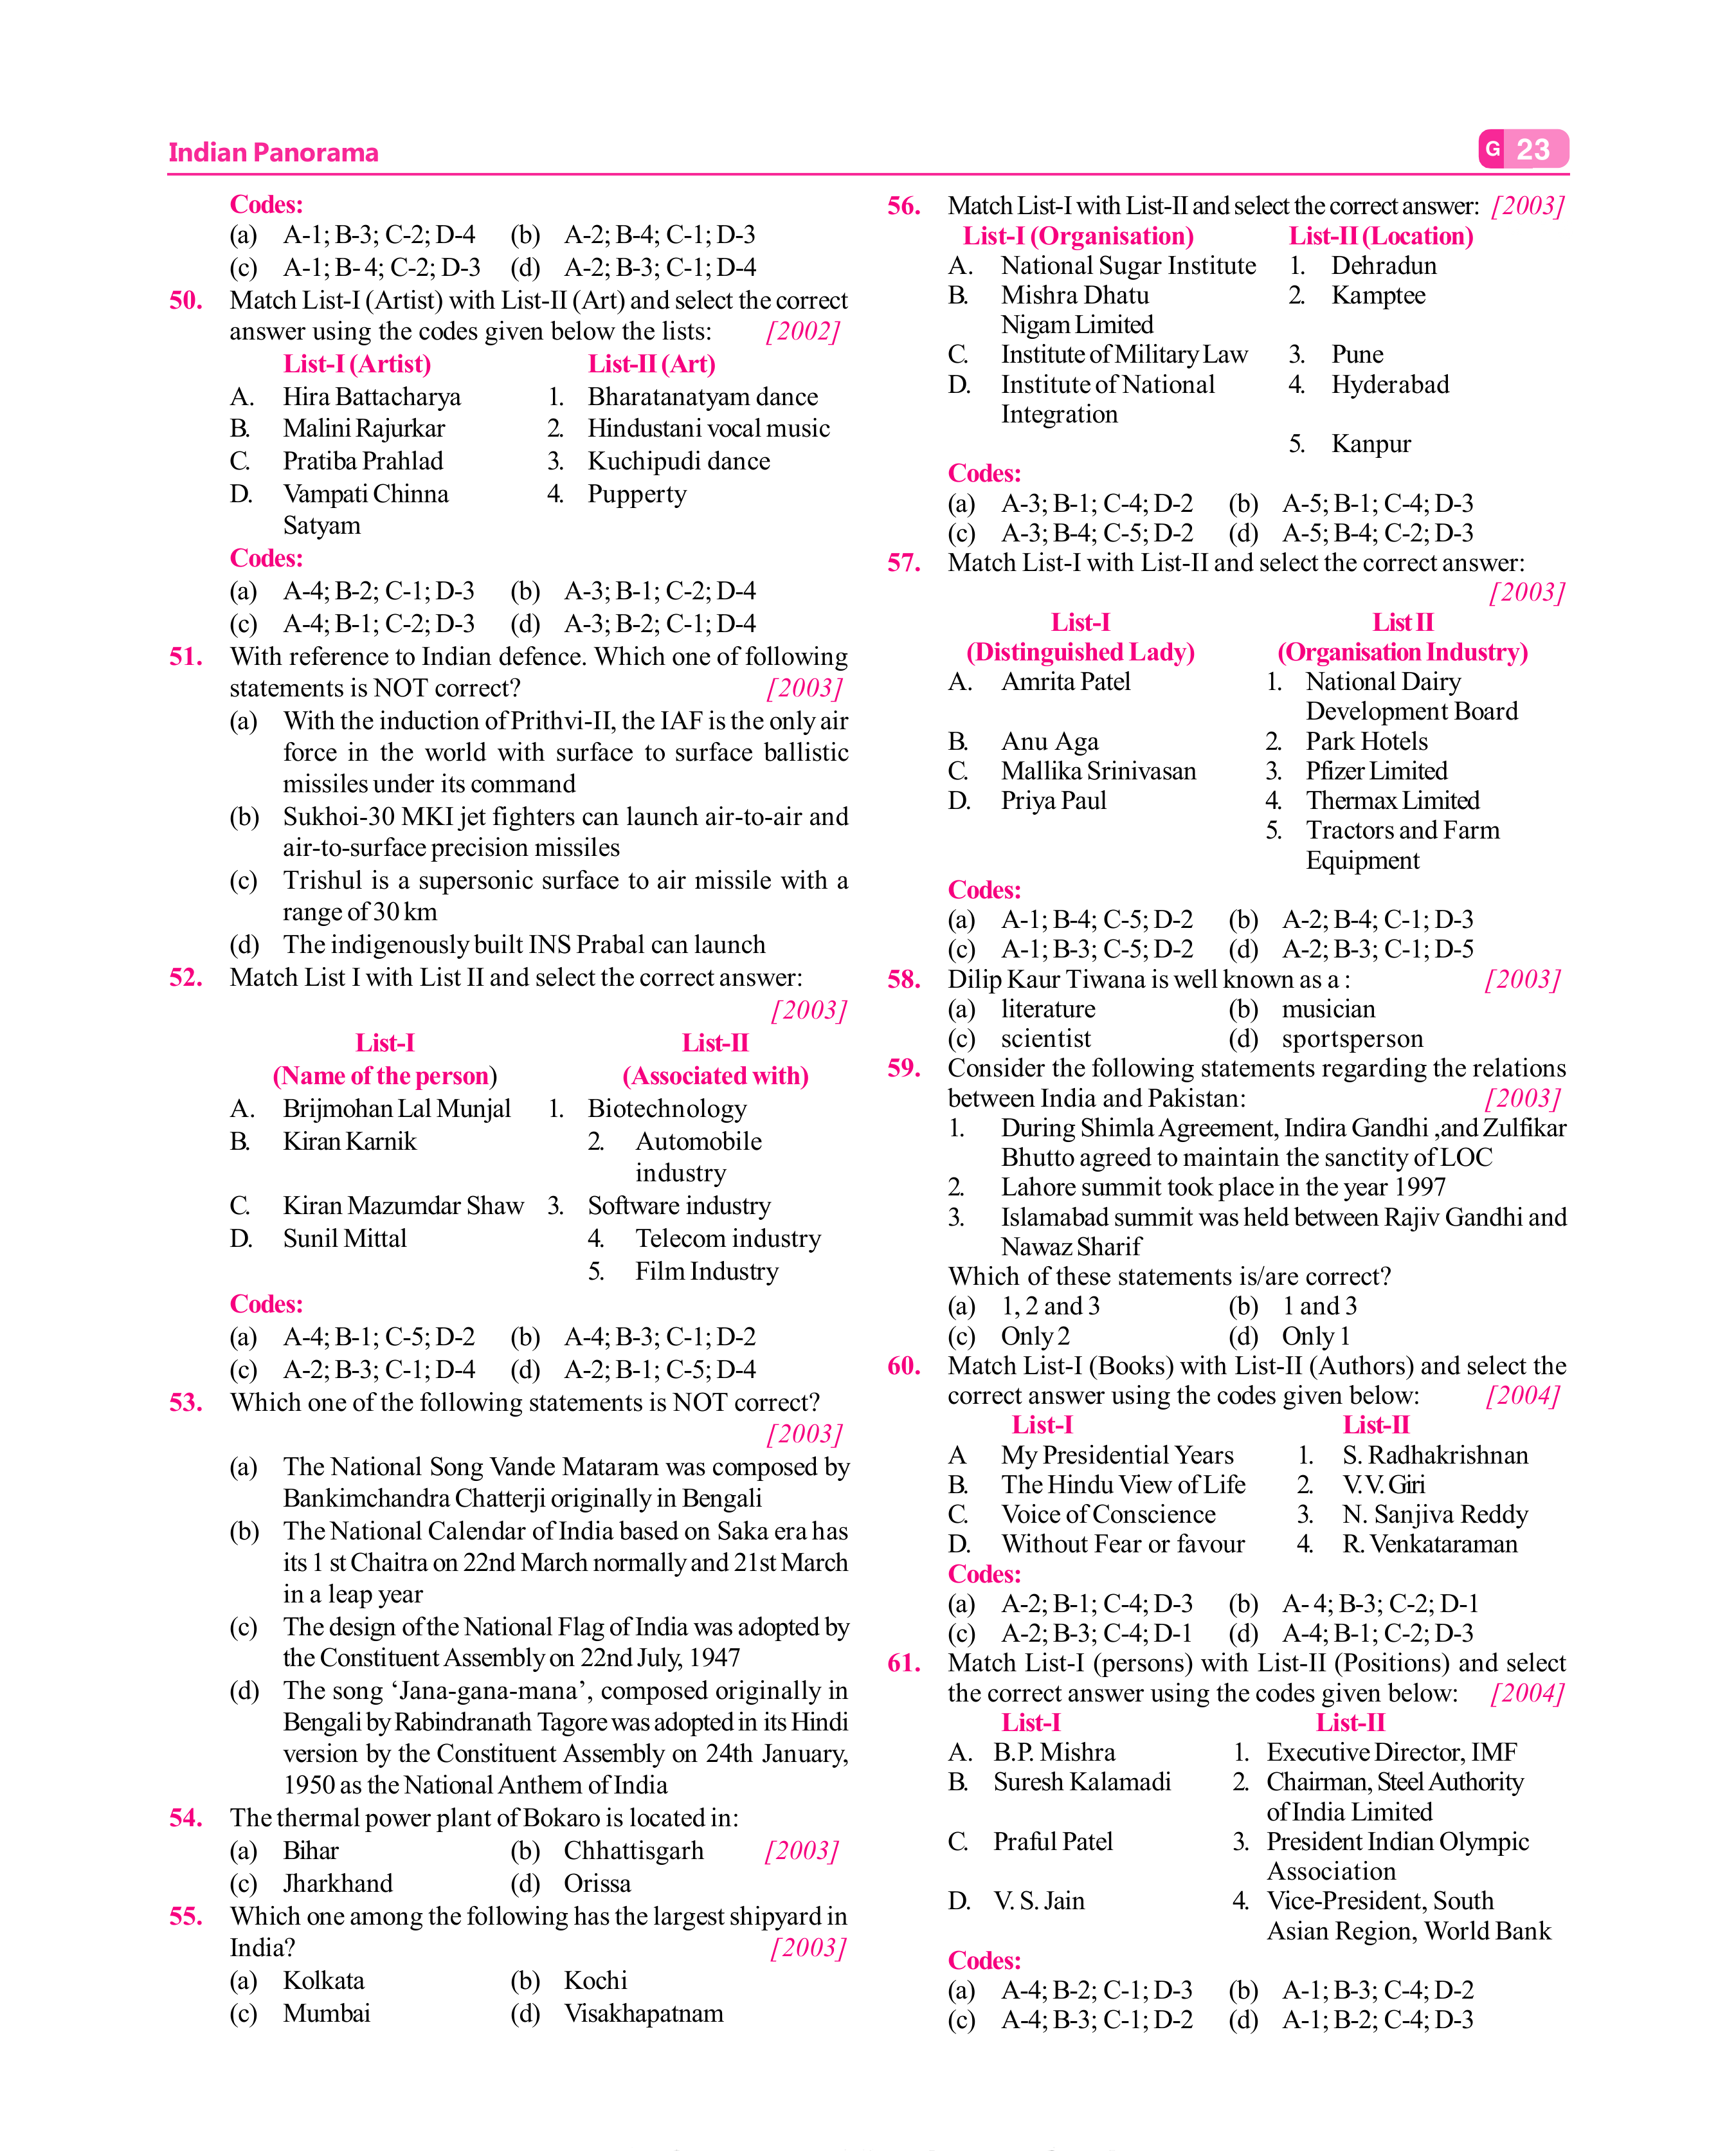 Indian Panorama
G 23
Codes:
(a) A-1; B-3; C-2; D-4 (b) A-2; B-4; C-1; D-3
(c) A-1; B- 4; C-2; D-3 (d) A-2; B-3; C-1; D-4
50. Match List-I (Artist) with List-II (Art) and select the correct
answer using the codes given below the lists: [2002]
List-I (Artist) List-II (Art)
A. Hira Battacharya 1. Bharatanatyam dance
B. Malini Rajurkar 2. Hindustani vocal music
C. Pratiba Prahlad 3. Kuchipudi dance
D. Vampati Chinna 4. Pupperty
Satyam
Codes:
(a) A-4; B-2; C-1; D-3 (b) A-3; B-1; C-2; D-4
(c) A-4; B-1; C-2; D-3 (d) A-3; B-2; C-1; D-4
51. With reference to Indian defence. Which one of following
statements is NOT correct? [2003]
(a) With the induction of Prithvi-II, the IAF is the only air
force in the world with surface to surface ballistic
missiles under its command
(b) Sukhoi-30 MKI jet fighters can launch air-to-air and
air-to-surface precision missiles
(c) Trishul is a supersonic surface to air missile with a
range of 30 km
(d) The indigenously built INS Prabal can launch
52. Match List I with List II and select the correct answer:
[2003]
List-I List-II
(Name of the person) (Associated with)
A. Brijmohan Lal Munjal 1. Biotechnology
B. Kiran Karnik 2. Automobile
industry
C. Kiran Mazumdar Shaw 3. Software industry
D. Sunil Mittal 4. Telecom industry
5. Film Industry
Codes:
(a) A-4; B-1; C-5; D-2 (b) A-4; B-3; C-1; D-2
(c) A-2; B-3; C-1; D-4 (d) A-2; B-1; C-5; D-4
53. Which one of the following statements is NOT correct?
[2003]
(a) The National Song Vande Mataram was composed by
Bankimchandra Chatterji originally in Bengali
(b) The National Calendar of India based on Saka era has
its 1 st Chaitra on 22nd March normally and 21st March
in a leap year
(c) The design of the National Flag of India was adopted by
the Constituent Assembly on 22nd July, 1947
(d) The song ‘Jana-gana-mana’, composed originally in
Bengali by Rabindranath Tagore was adopted in its Hindi
version by the Constituent Assembly on 24th January,
1950 as the National Anthem of India
54. The thermal power plant of Bokaro is located in:
(a) Bihar (b) Chhattisgarh [2003]
(c) Jharkhand (d) Orissa
55. Which one among the following has the largest shipyard in
India? [2003]
(a) Kolkata (b) Kochi
(c) Mumbai (d) Visakhapatnam
56. Match List-I with List-II and select the correct answer: [2003]
List-I (Organisation) List-II (Location)
A. National Sugar Institute 1. Dehradun
B. Mishra Dhatu 2. Kamptee
Nigam Limited
C. Institute of Military Law 3. Pune
D. Institute of National 4. Hyderabad
Integration
5. Kanpur
Codes:
(a) A-3; B-1; C-4; D-2 (b) A-5; B-1; C-4; D-3
(c) A-3; B-4; C-5; D-2 (d) A-5; B-4; C-2; D-3
57. Match List-I with List-II and select the correct answer:
[2003]
List-I List II
(Distinguished Lady) (Organisation Industry)
A. Amrita Patel 1. National Dairy
Development Board
B. Anu Aga 2. Park Hotels
C. Mallika Srinivasan 3. Pfizer Limited
D. Priya Paul 4. Thermax Limited
5. Tractors and Farm
Equipment
Codes:
(a) A-1; B-4; C-5; D-2 (b) A-2; B-4; C-1; D-3
(c) A-1; B-3; C-5; D-2 (d) A-2; B-3; C-1; D-5
58. Dilip Kaur Tiwana is well known as a : [2003]
(a) literature (b) musician
(c) scientist (d) sportsperson
59. Consider the following statements regarding the relations
between India and Pakistan: [2003]
1. During Shimla Agreement, Indira Gandhi ,and Zulfikar
Bhutto agreed to maintain the sanctity of LOC
2. Lahore summit took place in the year 1997
3. Islamabad summit was held between Rajiv Gandhi and
Nawaz Sharif
Which of these statements is/are correct?
(a) 1, 2 and 3 (b) 1 and 3
(c) Only 2 (d) Only 1
60. Match List-I (Books) with List-II (Authors) and select the
correct answer using the codes given below: [2004]
List-I List-II
A My Presidential Years 1. S. Radhakrishnan
B. The Hindu View of Life 2. V.V. Giri
C. Voice of Conscience 3. N. Sanjiva Reddy
D. Without Fear or favour 4. R. Venkataraman
Codes:
(a) A-2; B-1; C-4; D-3 (b) A- 4; B-3; C-2; D-1
(c) A-2; B-3; C-4; D-1 (d) A-4; B-1; C-2; D-3
61. Match List-I (persons) with List-II (Positions) and select
the correct answer using the codes given below: [2004]
List-I List-II
A. B.P. Mishra 1. Executive Director, IMF
B. Suresh Kalamadi 2. Chairman, Steel Authority
of India Limited
C. Praful Patel 3. President Indian Olympic
Association
D. V. S. Jain 4. Vice-President, South
Asian Region, World Bank
Codes:
(a) A-4; B-2; C-1; D-3 (b) A-1; B-3; C-4; D-2
(c) A-4; B-3; C-1; D-2 (d) A-1; B-2; C-4; D-3